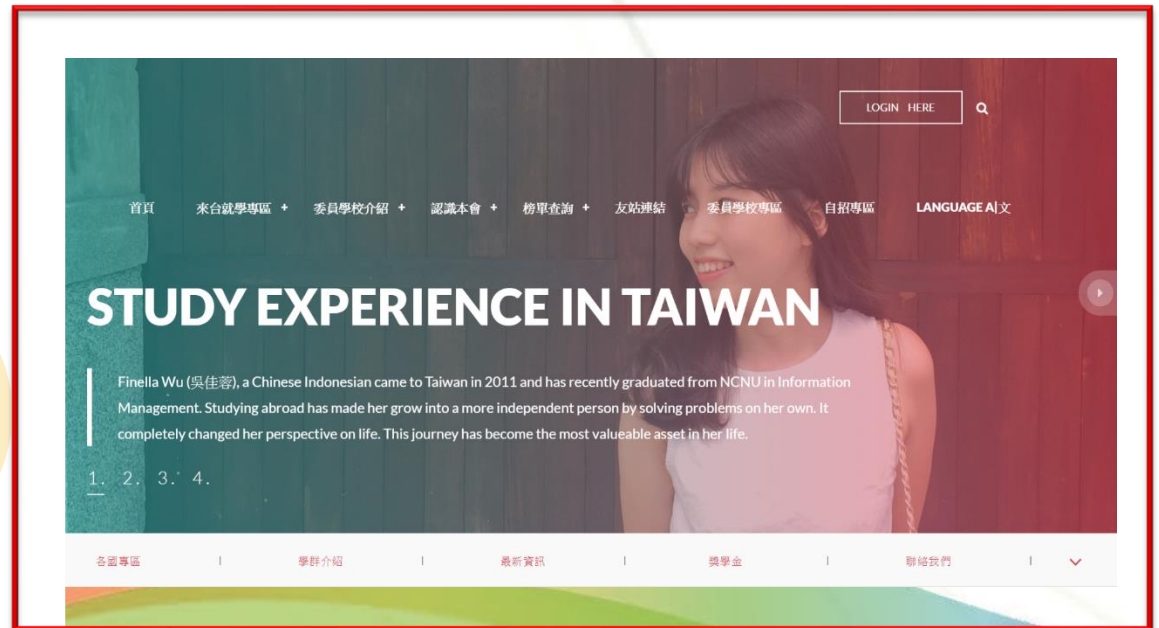 LOGIN HERE
首頁 來台就學專區 + 委員學校介紹 + 認識本會 + 榜單查詢 + 友站連結 委員學校專區 自招專區 LANGUAGE A|文
STUDY EXPERIENCE IN TAIWAN
Finella Wu (吳佳蓉), a Chinese Indonesian came to Taiwan in 2011 and has recently graduated from NCNU in Information
Management. Studying abroad has made her grow into a more independent person by solving problems on her own. It
completely changed her perspective on life. This journey has become the most valueable asset in her life.
1. 2. 3. 4.
各國專區 | 學群介紹 | 最新資訊 | 獎學金 | 聯絡我們 |